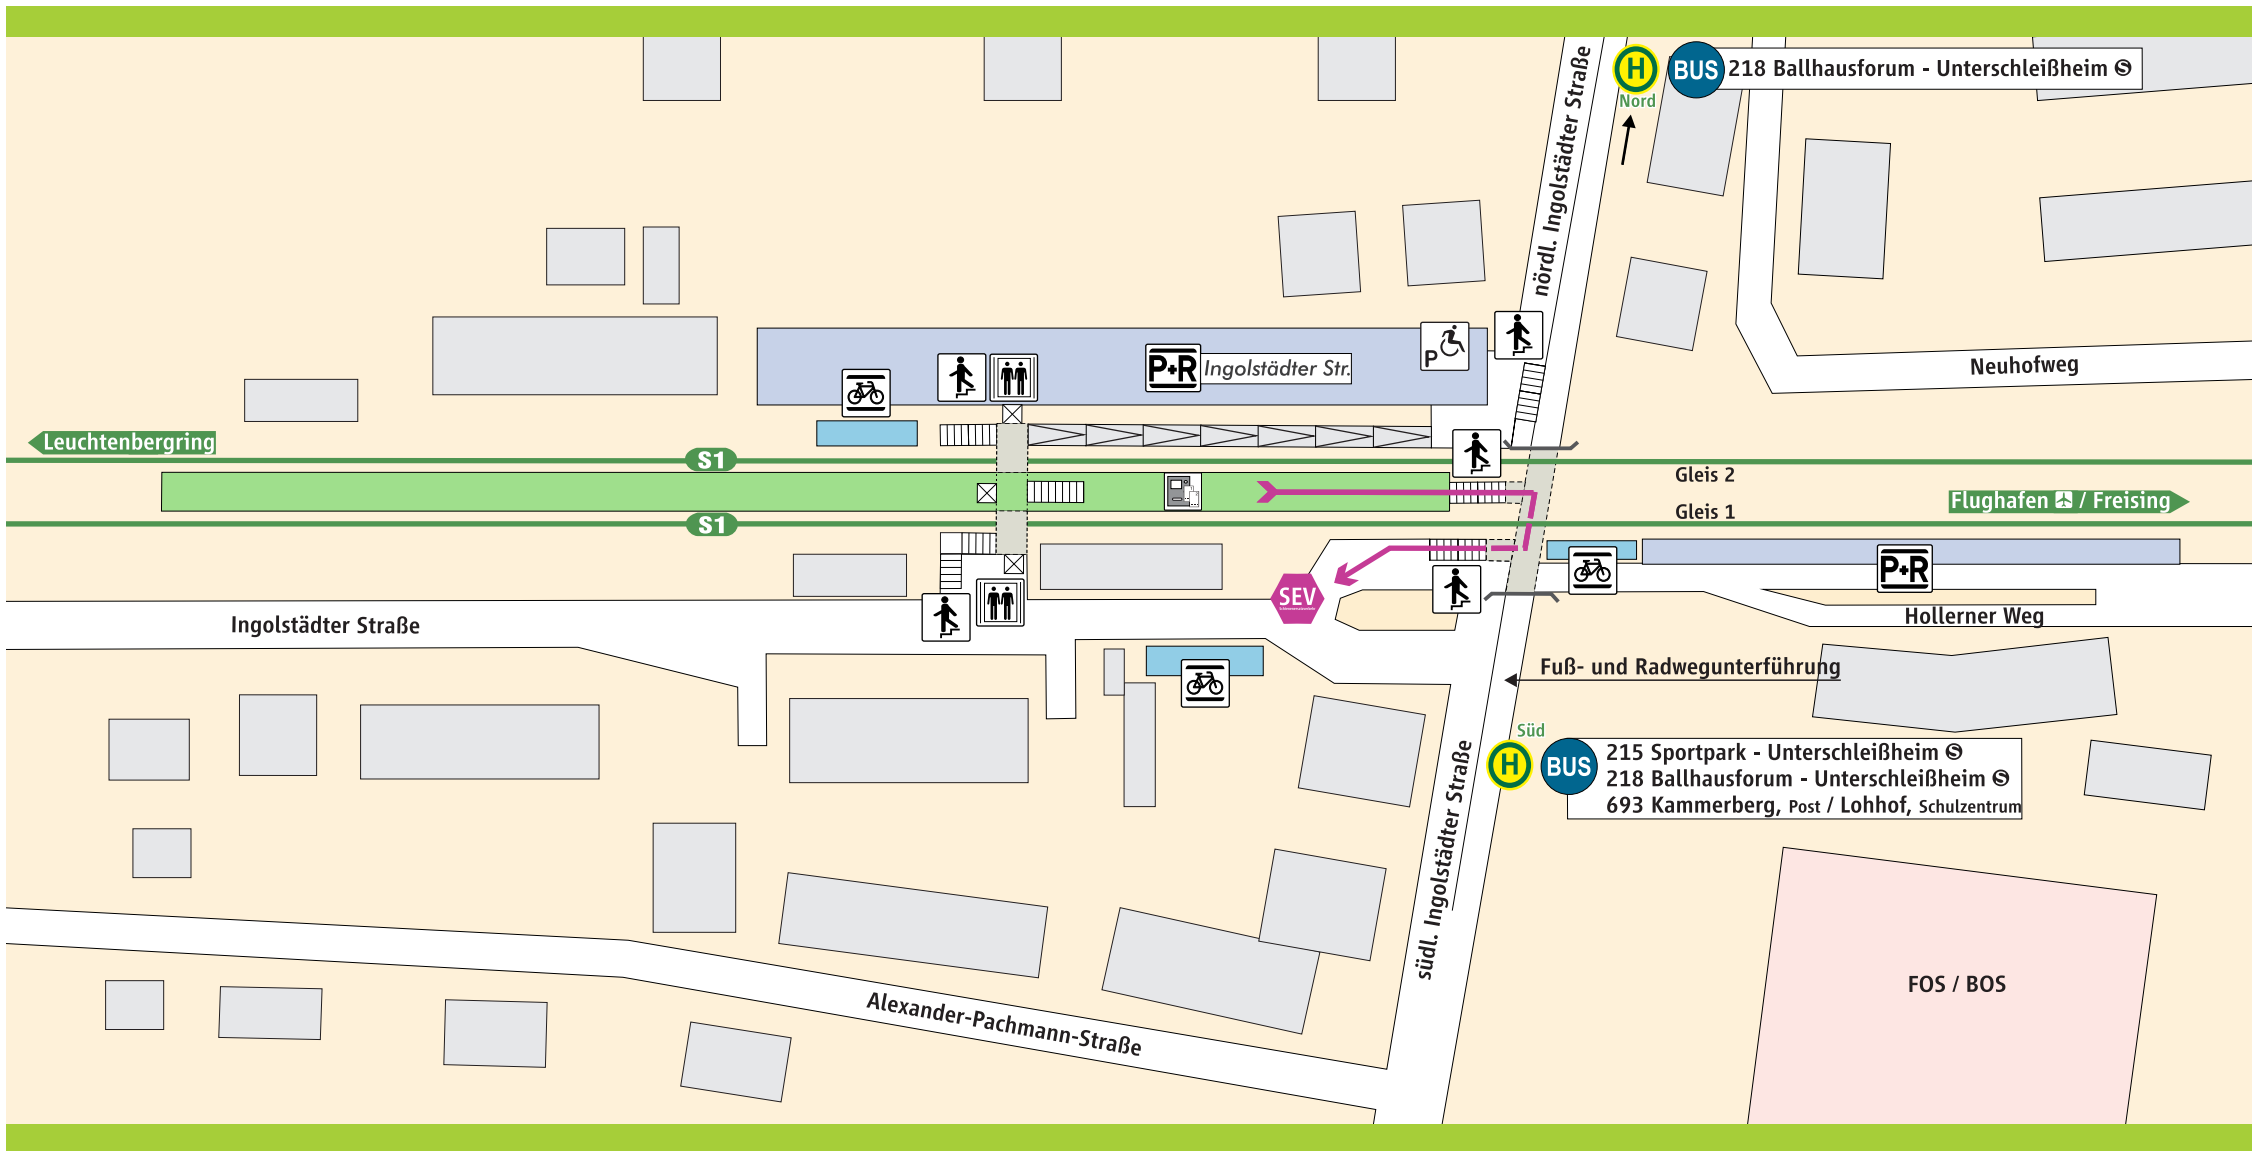 H
Nord
BUS
218 Ballhausforum - Unterschleißheim S
nördl. Ingolstädter Straße
P+R
Ingolstädter Str.
P
Neuhofweg
Leuchtenbergring
S1
Gleis 2
Flughafen / Freising
Gleis 1
S1
P+R
SEV
Ingolstädter Straße
Hollerner Weg
Fuß- und Radwegunterführung
Süd
H
BUS
215 Sportpark - Unterschleißheim S
218 Ballhausforum - Unterschleißheim S
693 Kammerberg, Post / Lohhof, Schulzentrum
südl. Ingolstädter Straße
FOS / BOS
Alexander-Pachmann-Straße